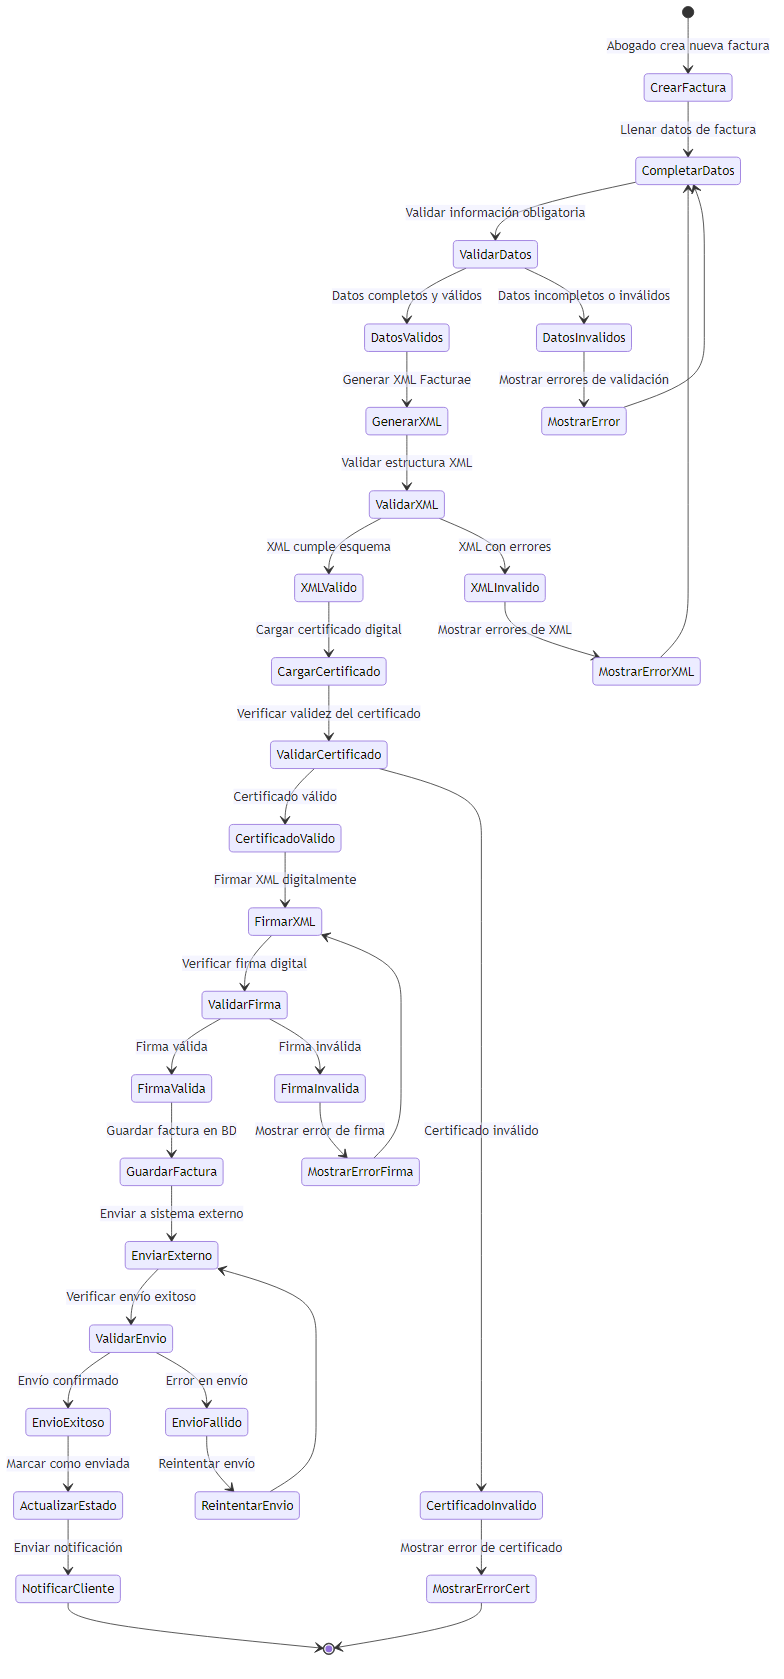 Abogado crea nueva factura
CrearFactura
Llenar datos de factura
CompletarDatos
Validar información obligatoria
ValidarDatos
Datos completos y válidos
Datos incompletos o inválidos
DatosValidos
DatosInvalidos
Generar XML Facturae
Mostrar errores de validación
GenerarXML
MostrarError
Validar estructura XML
ValidarXML
XML cumple esquema
XML con errores
XMLValido
XMLInvalido
Cargar certificado digital
Mostrar errores de XML
CargarCertificado
MostrarErrorXML
Verificar validez del certificado
ValidarCertificado
Certificado válido
CertificadoValido
Firmar XML digitalmente
FirmarXML
Verificar firma digital
ValidarFirma
Firma válida
Firma inválida
FirmaValida
FirmaInvalida
Guardar factura en BD
Mostrar error de firma
Certificado inválido
GuardarFactura
MostrarErrorFirma
Enviar a sistema externo
EnviarExterno
Verificar envío exitoso
ValidarEnvio
Envío confirmado
Error en envío
EnvioExitoso
EnvioFallido
Marcar como enviada
Reintentar envío
ActualizarEstado
ReintentarEnvio
CertificadoInvalido
Enviar notificación
Mostrar error de certificado
NotificarCliente
MostrarErrorCert